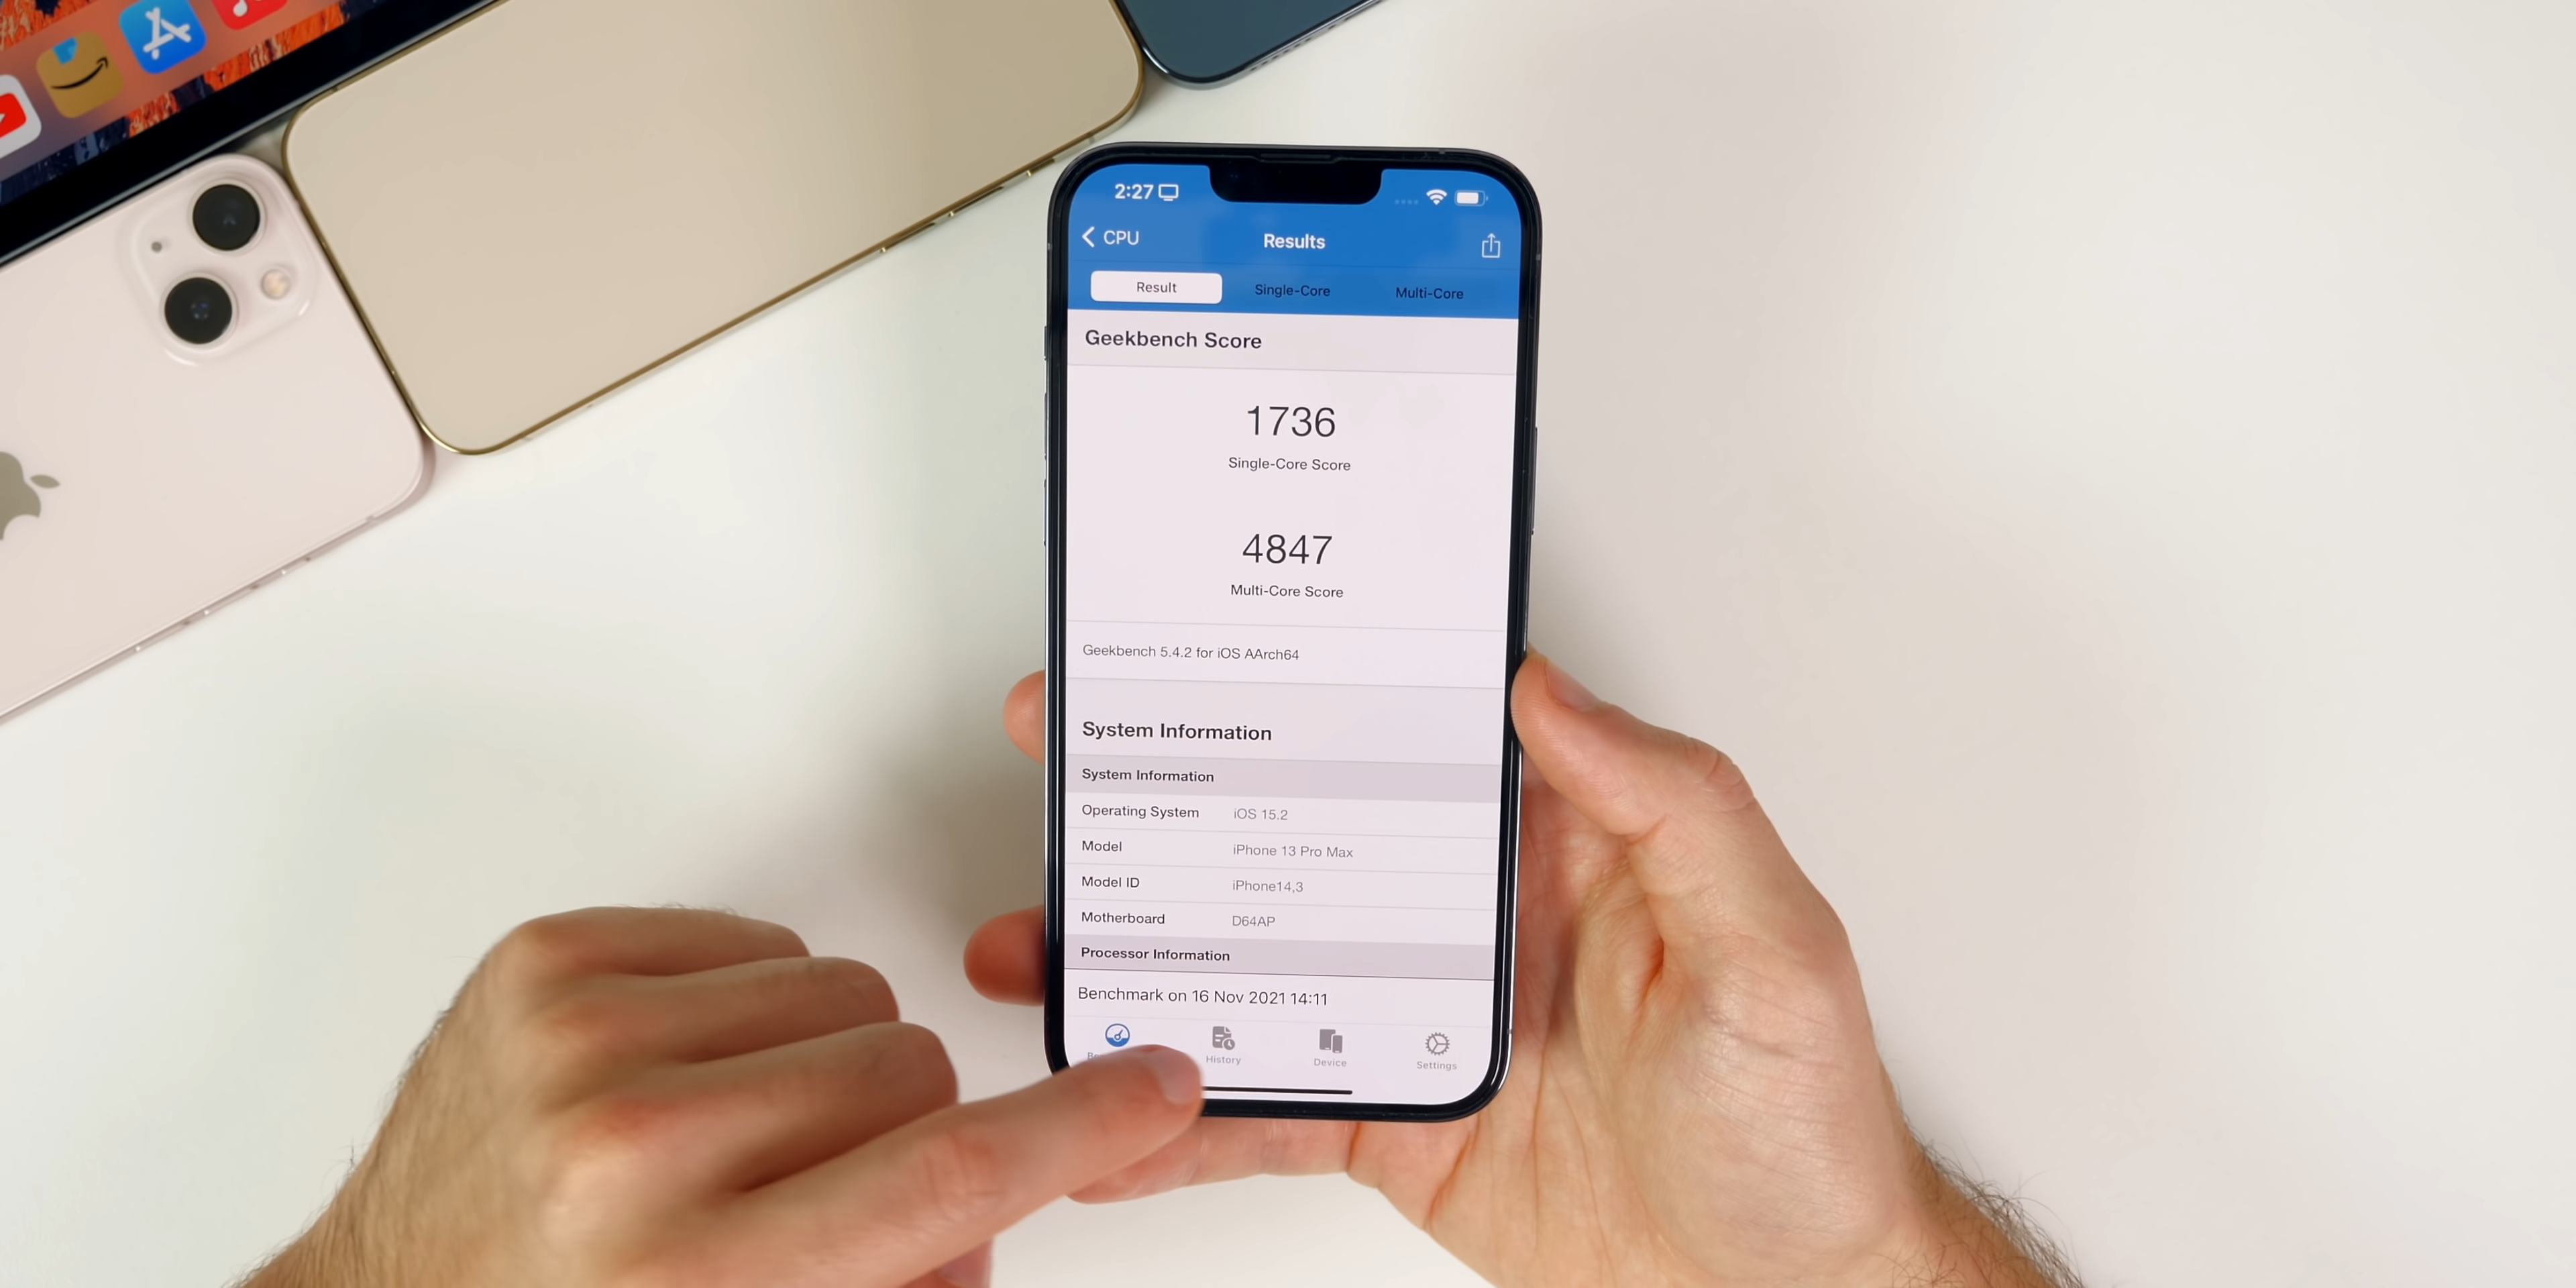 2:27
CPU
Results
Result
Single-Core
Multi-Core
Geekbench Score
1736
Single-Core Score
4847
Multi-Core Score
Geekbench 5.4.2 for iOS AArch64
System Information
System Information
Operating System iOS 15.2
Model iPhone 13 Pro Max
Model ID iPhone14,3
Motherboard D64AP
Processor Information
Benchmark on 16 Nov 2021 14:11
History
Device
Settings